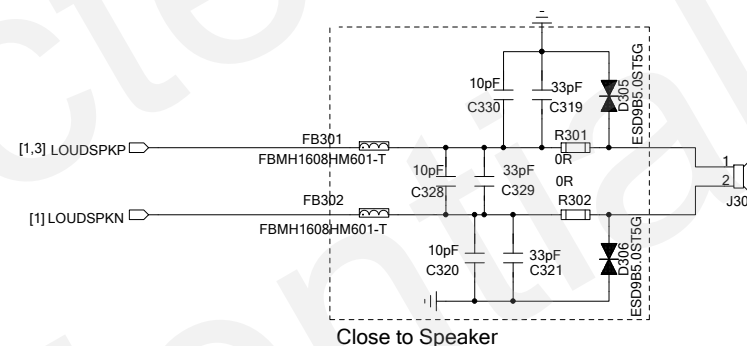 10pF
33pF
C330
C319
D305
ESD9B5.0ST5G
[1,3] LOUDSPKP
FB301
FBMH1608HM601-T
R301
0R
10pF
33pF
C328
C329
0R
R302
1
2
J30
[1] LOUDSPKN
FB302
FBMH1608HM601-T
10pF
33pF
C320
C321
D306
ESD9B5.0ST5G
Close to Speaker